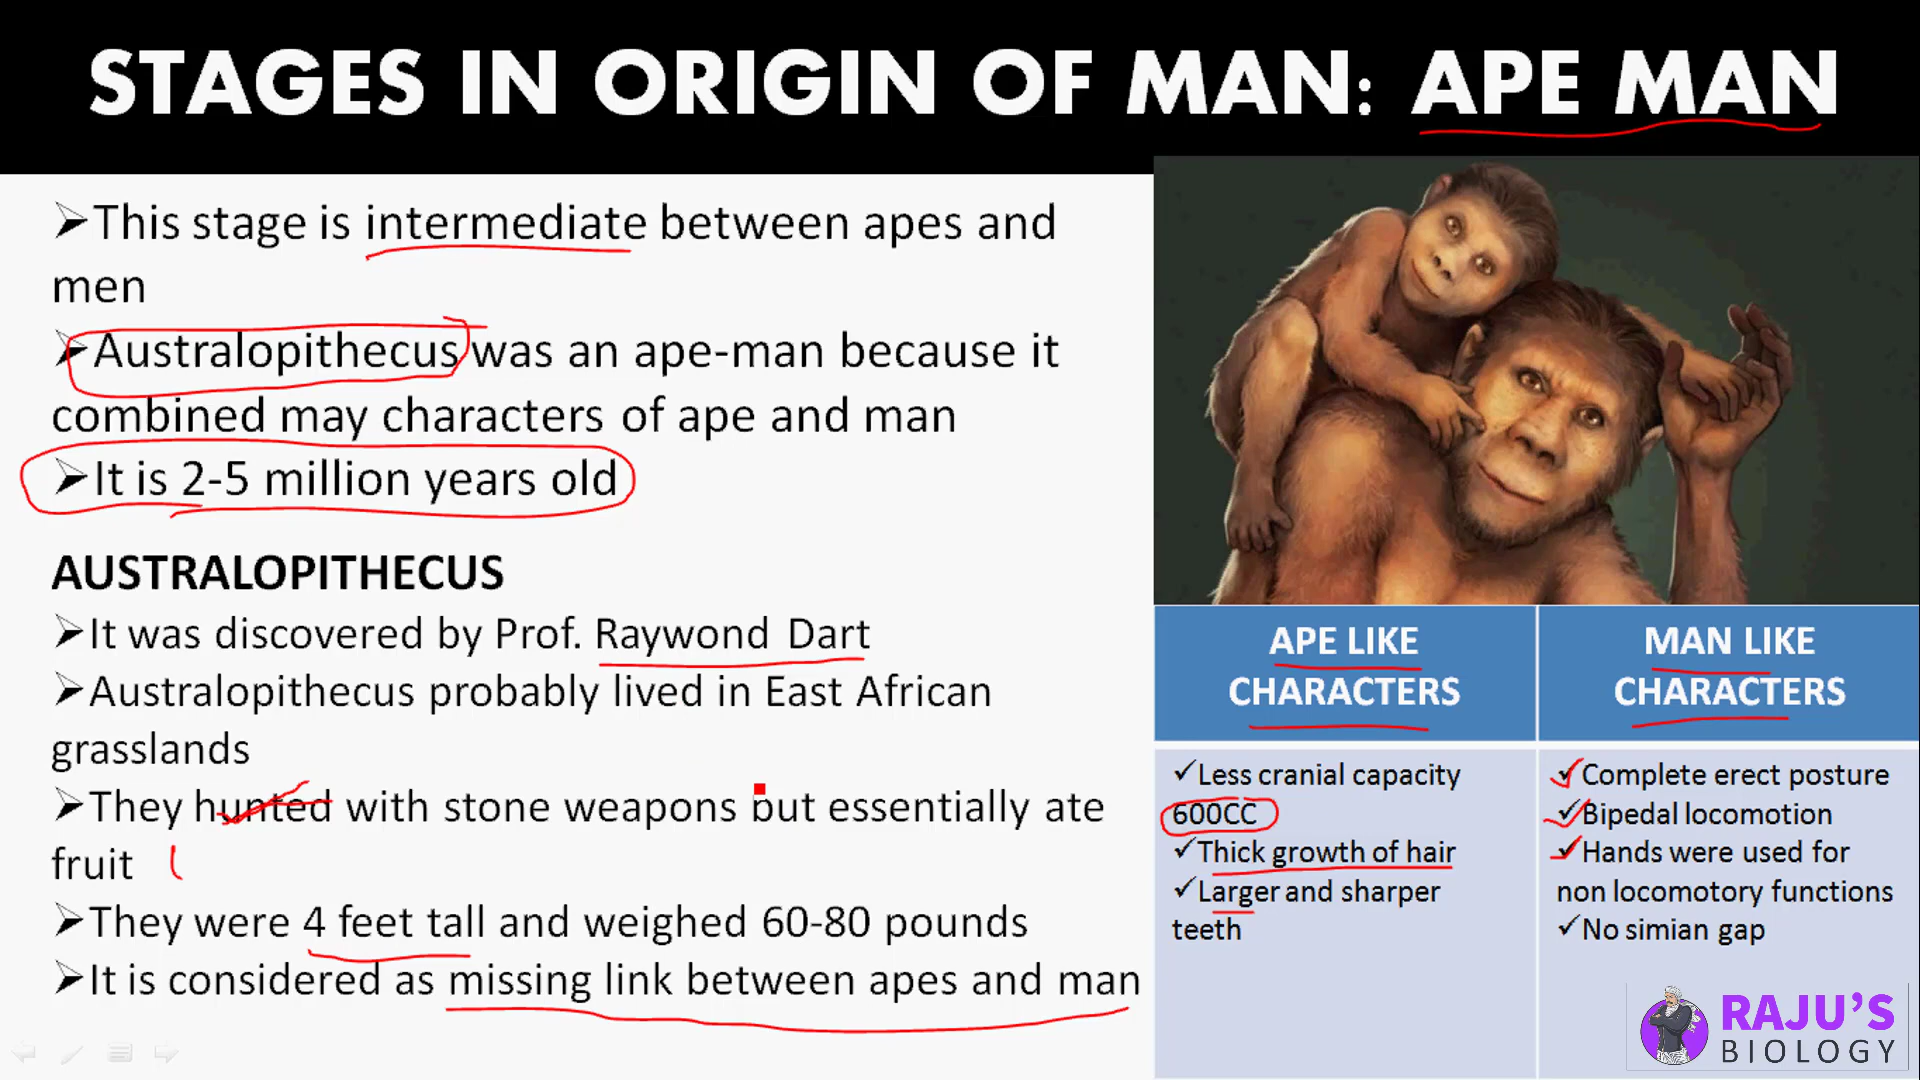 STAGES IN ORIGIN OF MAN: APE MAN
➢This stage is intermediate between apes and
men
➢Australopithecus was an ape-man because it
combined may characters of ape and man
➢It is 2-5 million years old
AUSTRALOPITHECUS
➢It was discovered by Prof. Raywond Dart
➢Australopithecus probably lived in East African
grasslands
➢They hunted with stone weapons but essentially ate
fruit
➢They were 4 feet tall and weighed 60-80 pounds
➢It is considered as missing link between apes and man
APE LIKE
CHARACTERS
✓Less cranial capacity
600CC
✓Thick growth of hair
✓Larger and sharper
teeth
MAN LIKE
CHARACTERS
✓Complete erect posture
✓Bipedal locomotion
✓Hands were used for
non locomotory functions
✓No simian gap
RAJU'S
BIOLOGY